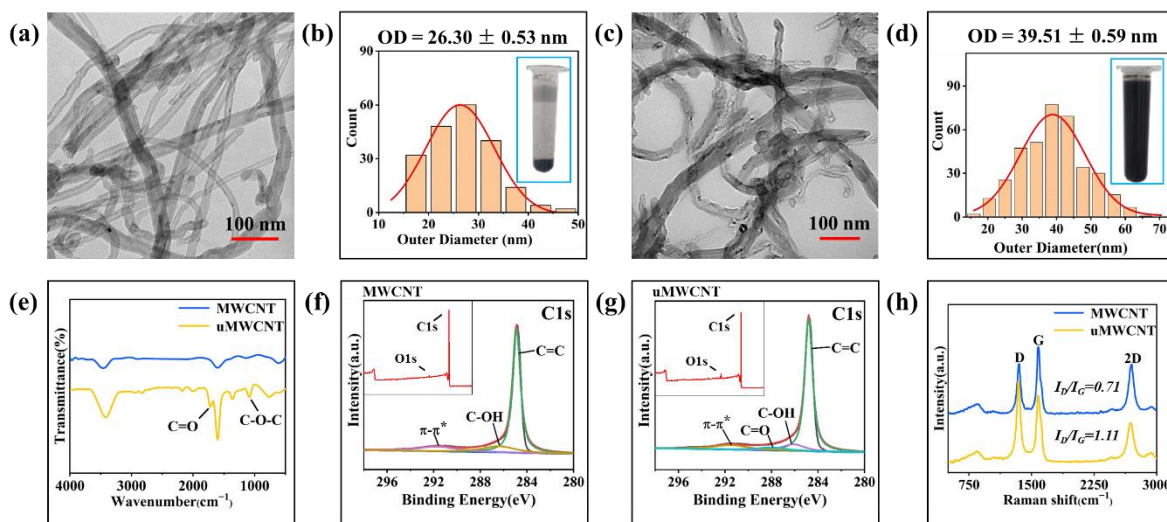 (a)
100 nm
(b)
OD = 26.30 ± 0.53 nm
Count
90
60
30
0
10 20 30 40 50
Outer Diameter (nm)
(c)
100 nm
(d)
OD = 39.51 ± 0.59 nm
Count
90
60
30
0
20 30 40 50 60 70
Outer Diameter(nm)
(e)
MWCNT
uMWCNT
Transmittance(%)
C=O
C-O-C
4000 3000 2000 1000
Wavenumber(cm⁻¹)
(f)
MWCNT
C1s
C1s
O1s
C=C
C-OH
π-π*
Intensity(a.u.)
296 292 288 284 280
Binding Energy(eV)
(g)
uMWCNT
C1s
C1s
O1s
C=C
C-OH
C=O
π-π*
Intensity(a.u.)
296 292 288 284 280
Binding Energy(eV)
(h)
MWCNT
uMWCNT
D
G
2D
I_D/I_G=0.71
I_D/I_G=1.11
Intensity(a.u.)
1000 2000 3000
Raman shift(cm⁻¹)